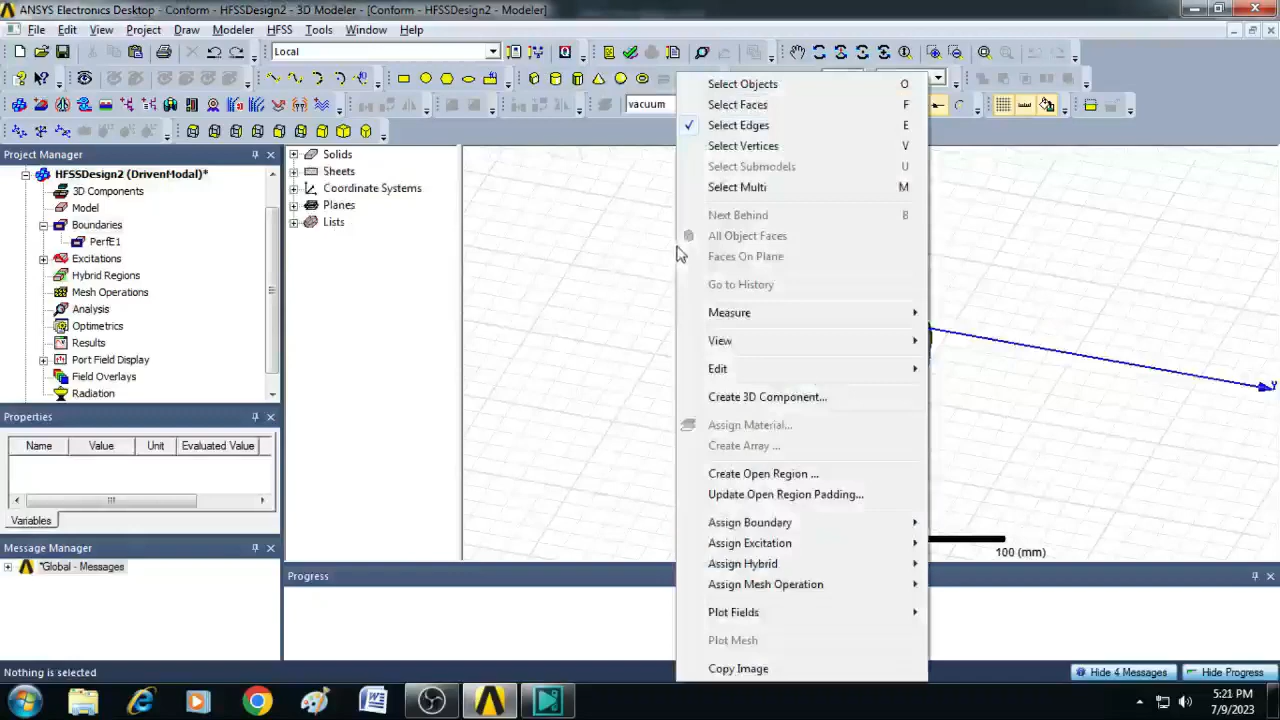 ANSYS Electronics Desktop - Conform - HFSSDesign2 - 3D Modeler - [Conform - HFSSDesign2 - Modeler]
File Edit View Project Draw Modeler HFSS Tools Window Help
Local
vacuum
Project Manager
HFSSDesign2 (DrivenModal)*
3D Components
Model
Boundaries
PerfE1
Excitations
Hybrid Regions
Mesh Operations
Analysis
Optimetrics
Results
Port Field Display
Field Overlays
Radiation
Properties
Name Value Unit Evaluated Value
Variables
Message Manager
*Global - Messages
Solids
Sheets
Coordinate Systems
Planes
Lists
Select Objects O
Select Faces F
Select Edges E
Select Vertices V
Select Submodels U
Select Multi M
Next Behind B
All Object Faces
Faces On Plane
Go to History
Measure
View
Edit
Create 3D Component...
Assign Material...
Create Array ...
Create Open Region ...
Update Open Region Padding...
Assign Boundary
Assign Excitation
Assign Hybrid
Assign Mesh Operation
Plot Fields
Plot Mesh
Copy Image
Y
100 (mm)
Progress
Nothing is selected
Hide 4 Messages
Hide Progress
5:21 PM
7/9/2023